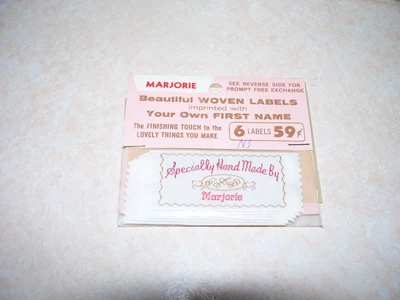 MARJORIE
SEE REVERSE SIDE FOR
PROMPT FREE EXCHANGE
Beautiful WOVEN LABELS
imprinted with
Your Own FIRST NAME
The FINISHING TOUCH to the
LOVELY THINGS YOU MAKE
6 LABELS 59¢
Specially Hand Made By
Marjorie